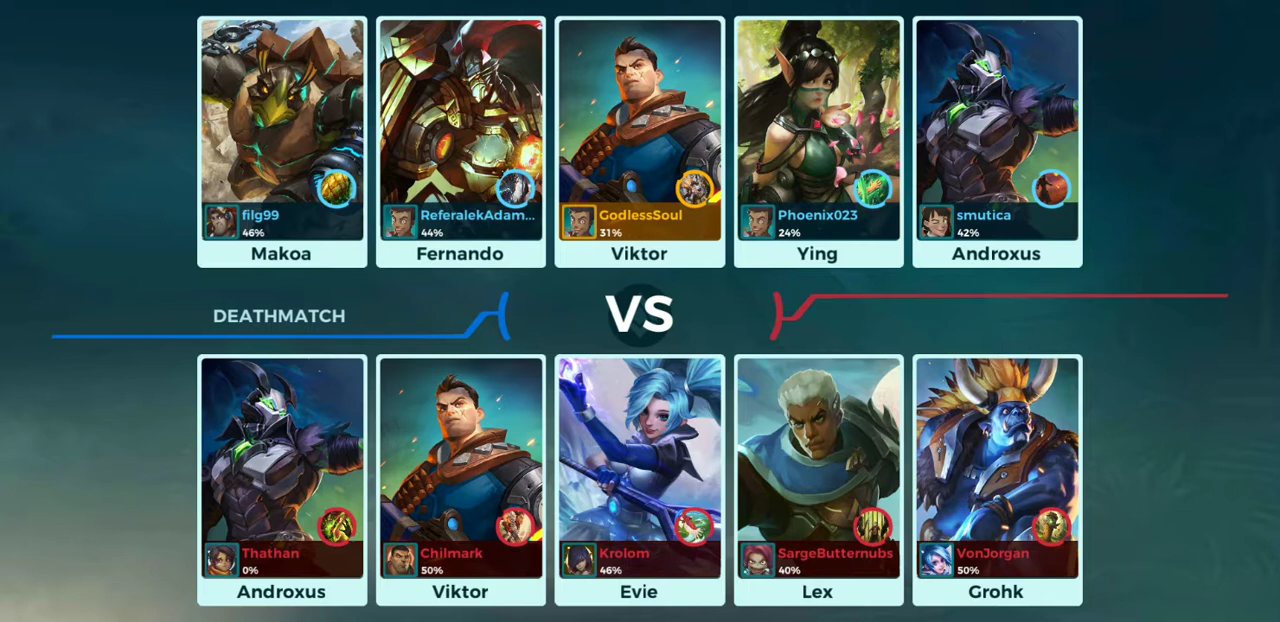 filg99
46%
Makoa
ReferalekAdam...
44%
Fernando
GodlessSoul
31%
Viktor
Phoenix023
24%
Ying
smutica
42%
Androxus
DEATHMATCH
VS
Thathan
0%
Androxus
Chilmark
50%
Viktor
Krolom
46%
Evie
SargeButternubs
40%
Lex
VonJorgan
50%
Grohk